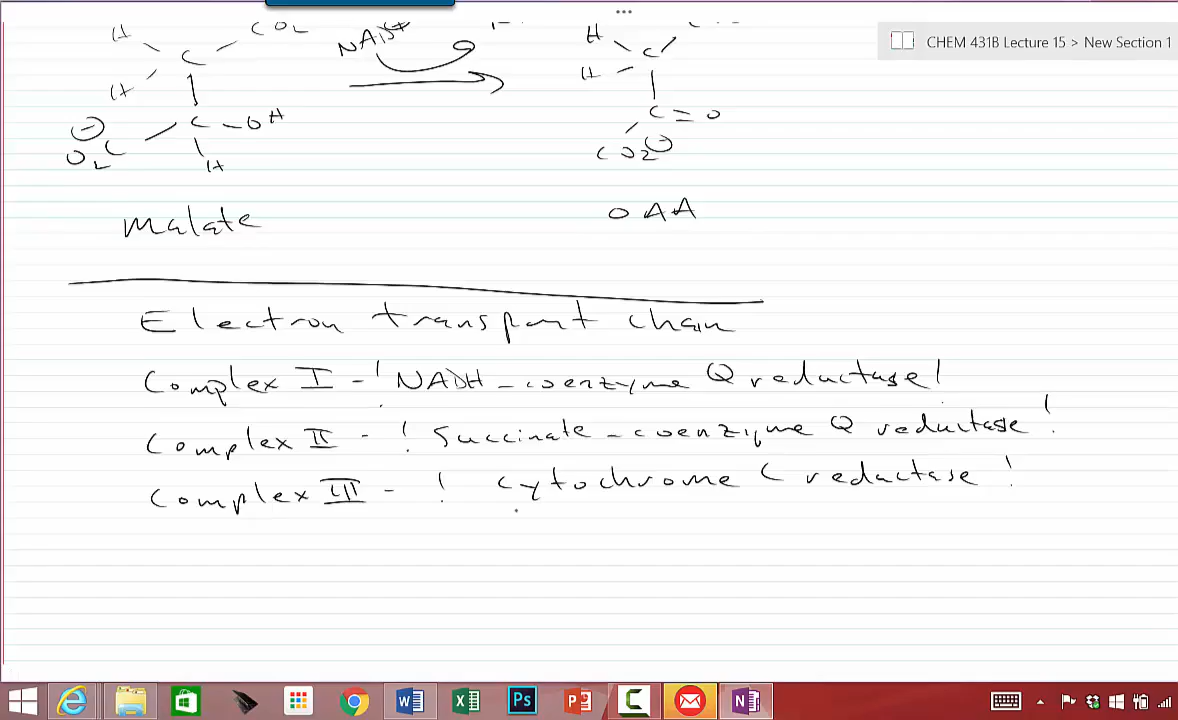 CHEM 431B Lecture 15 > New Section 1
H
CO2
NAD+
H
C
C
H
H
C
OH
C = O
⊖
O2C
H
CO2⊖
Malate
OAA
Electron transport chain
Complex I - ! NADH - coenzyme Q reductase !
Complex II - ! Succinate - coenzyme Q reductase !
Complex III - ! cytochrome C reductase !